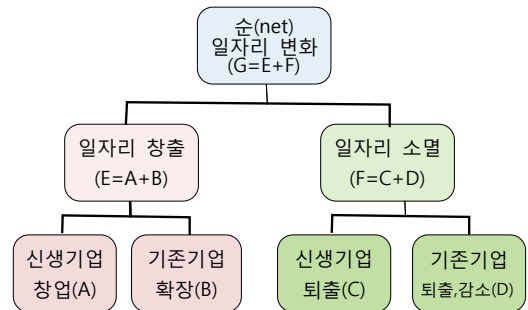 순(net)
일자리 변화
(G=E+F)
일자리 창출
(E=A+B)
일자리 소멸
(F=C+D)
신생기업
창업(A)
기존기업
확장(B)
신생기업
퇴출(C)
기존기업
퇴출,감소(D)